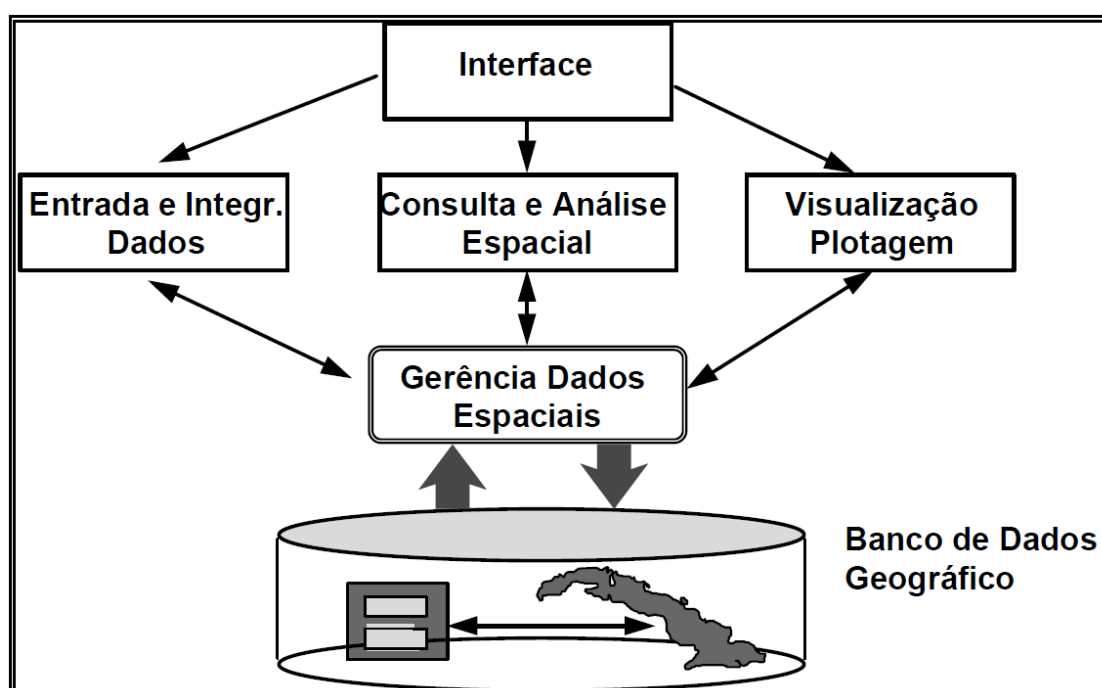 Interface
Entrada e Integr.
Dados
Consulta e Análise
Espacial
Visualização
Plotagem
Gerência Dados
Espaciais
Banco de Dados
Geográfico